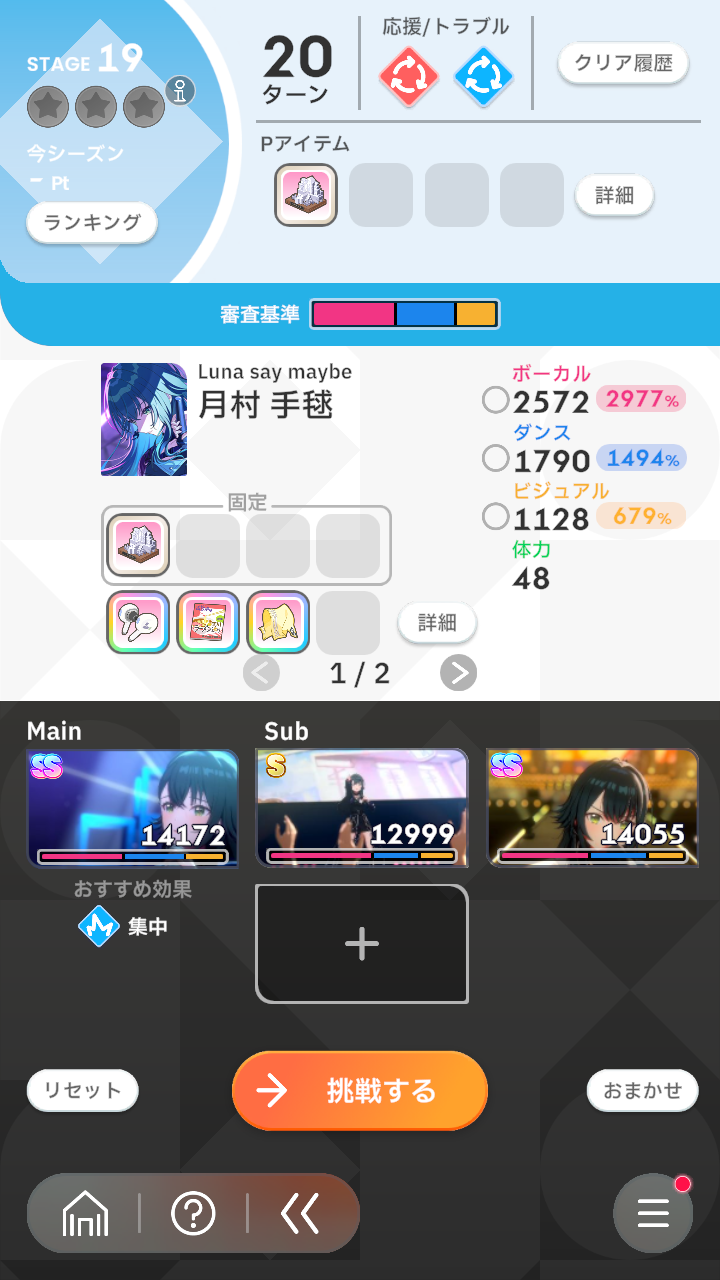 STAGE 19
今シーズン
- Pt
ランキング
20
ターン
応援/トラブル
クリア履歴
Pアイテム
詳細
審査基準
Luna say maybe
月村 手毬
ボーカル
2572 2977%
ダンス
1790 1494%
ビジュアル
1128 679%
体力
48
固定
詳細
1 / 2
Main
Sub
SS
14172
S
12999
SS
14055
おすすめ効果
集中
リセット
挑戦する
おまかせ